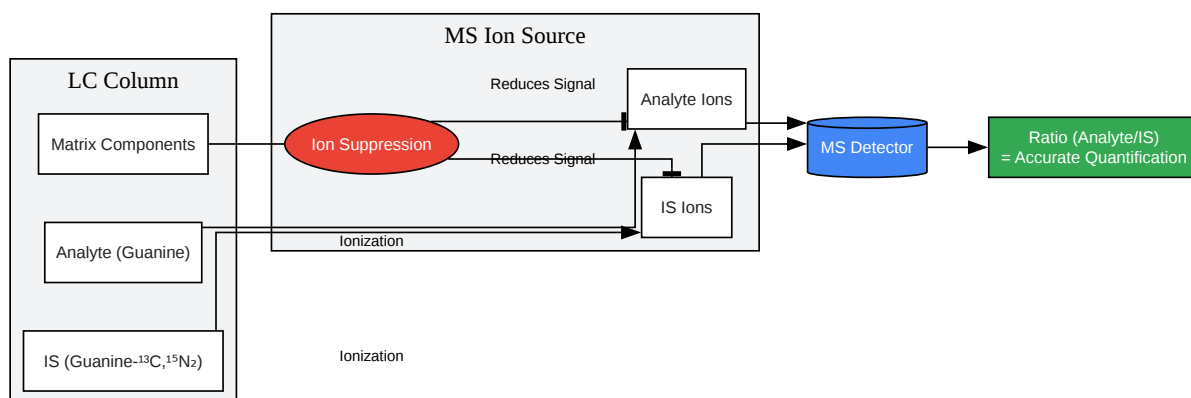 MS Ion Source
LC Column
Reduces Signal
Analyte Ions
Matrix Components
Ion Suppression
Reduces Signal
MS Detector
Ratio (Analyte/IS)
= Accurate Quantification
IS Ions
Analyte (Guanine)
Ionization
IS (Guanine-¹³C,¹⁵N₂)
Ionization